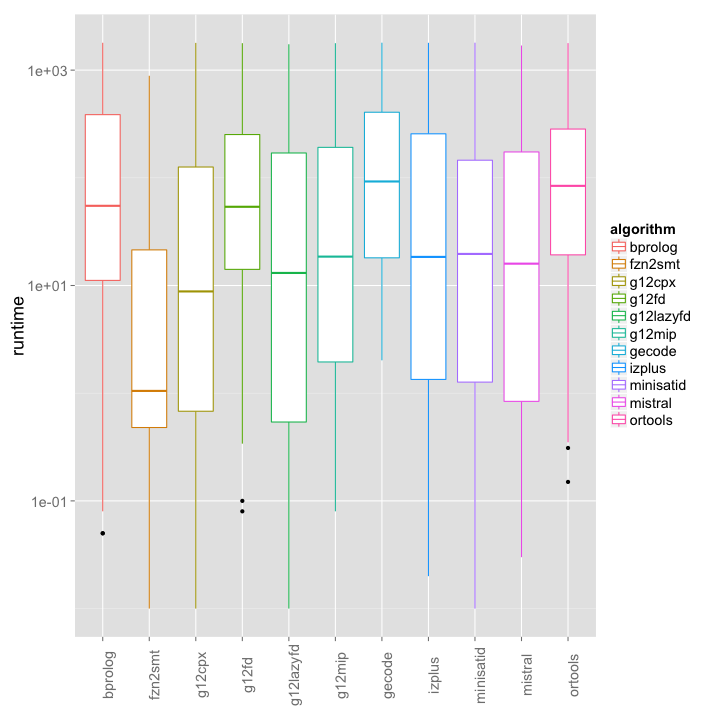 runtime
1e+03
1e+01
1e-01
bprolog
fzn2smt
g12cpx
g12fd
g12lazyfd
g12mip
gecode
izplus
minisatid
mistral
ortools
algorithm
bprolog
fzn2smt
g12cpx
g12fd
g12lazyfd
g12mip
gecode
izplus
minisatid
mistral
ortools